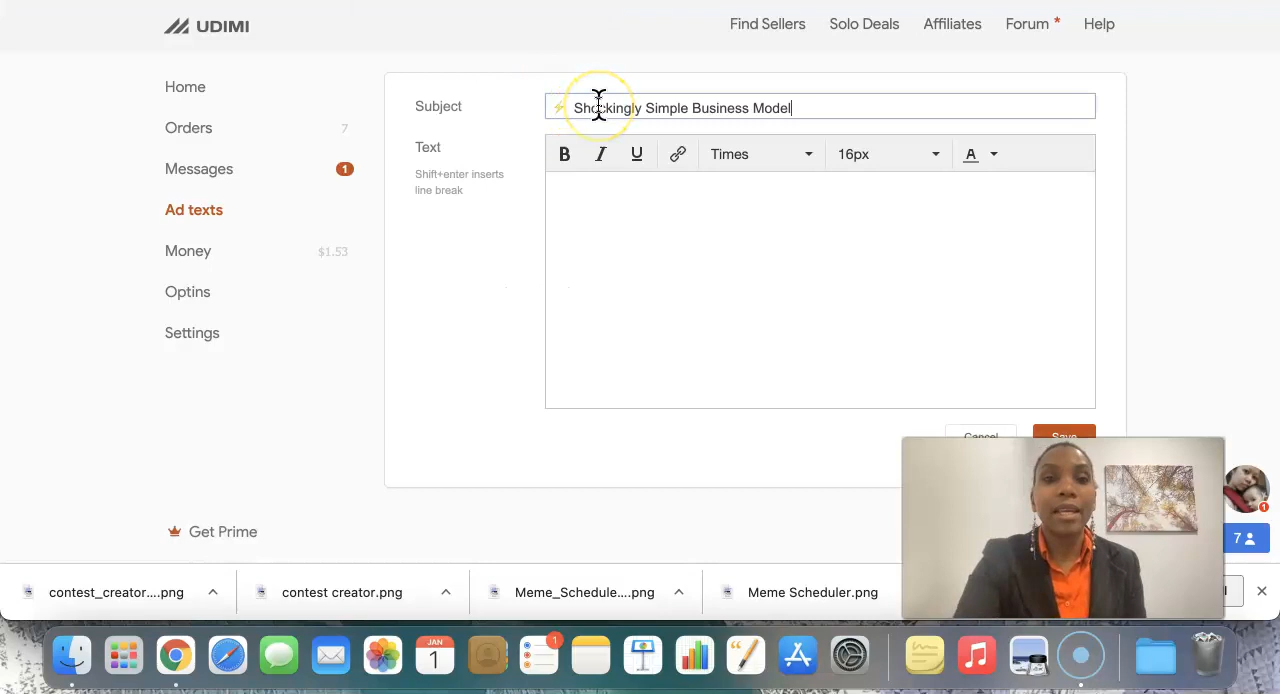 UDIMI
Find Sellers
Solo Deals
Affiliates
Forum *
Help
Home
Orders 7
Messages 1
Ad texts
Money $1.53
Optins
Settings
Get Prime
Subject
⚡ Shockingly Simple Business Model
Text
Shift+enter inserts
line break
B I U
Times
16px
A
Cancel
Save
1
7
contest_creator....png
contest creator.png
Meme_Schedule....png
Meme Scheduler.png
JAN
1
1